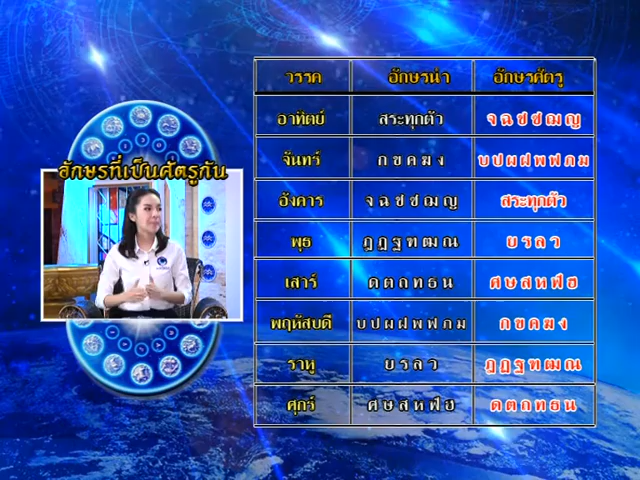 อักษรที่เป็นศัตรูกัน
วรรค อักษรนำ อักษรศัตรู
อาทิตย์ สระทุกตัว จ ฉ ช ซ ฌ ญ
จันทร์ ก ข ค ฆ ง บ ป ผ ฝ พ ฟ ภ ม
อังคาร จ ฉ ช ซ ฌ ญ สระทุกตัว
พุธ ฎ ฏ ฐ ฑ ฒ ณ ย ร ล ว
เสาร์ ด ต ถ ท ธ น ศ ษ ส ห ฬ ฮ
พฤหัสบดี บ ป ผ ฝ พ ฟ ภ ม ก ข ค ฆ ง
ราหู ย ร ล ว ฎ ฏ ฐ ฑ ฒ ณ
ศุกร์ ศ ษ ส ห ฬ ฮ ด ต ถ ท ธ น